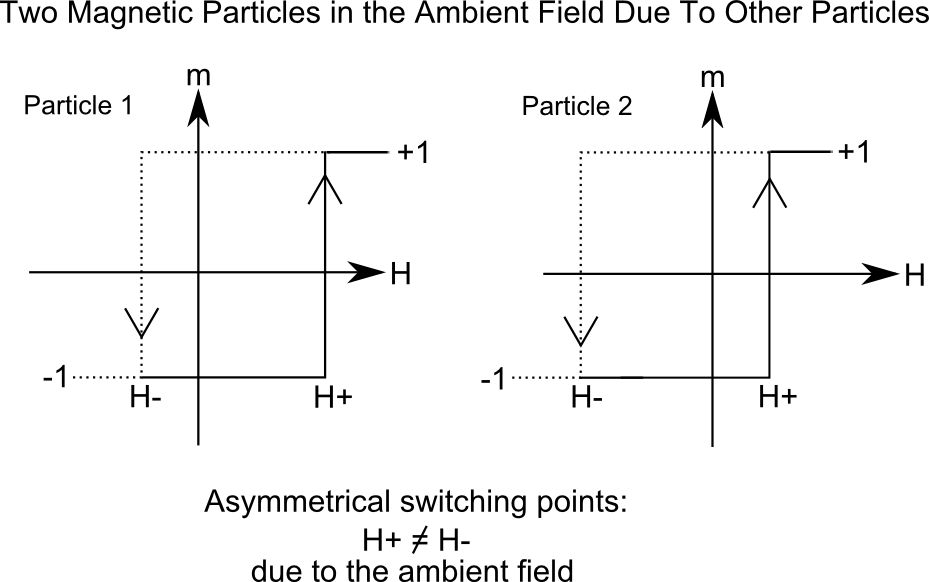 Two Magnetic Particles in the Ambient Field Due To Other Particles
m
Particle 1
+1
H
-1
H-
H+
m
Particle 2
+1
H
-1
H-
H+
Asymmetrical switching points:
H+ ≠ H-
due to the ambient field